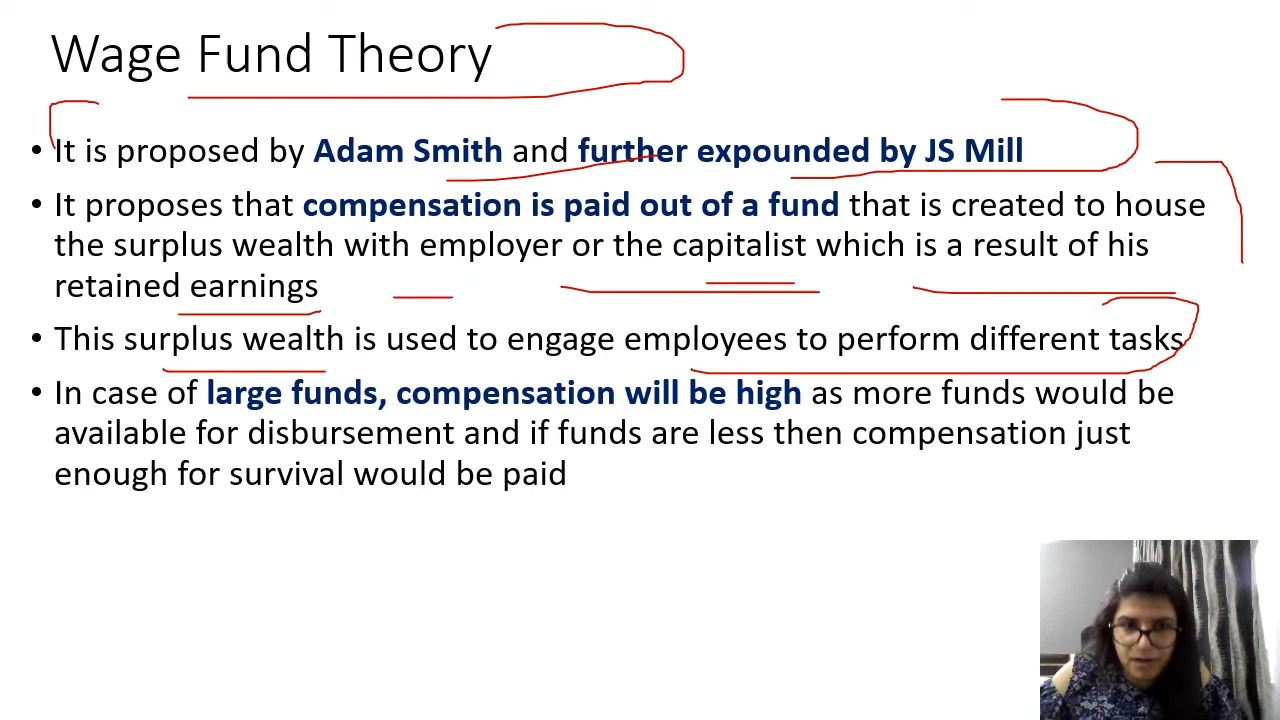 Wage Fund Theory
• It is proposed by Adam Smith and further expounded by JS Mill
• It proposes that compensation is paid out of a fund that is created to house
the surplus wealth with employer or the capitalist which is a result of his
retained earnings
• This surplus wealth is used to engage employees to perform different tasks
• In case of large funds, compensation will be high as more funds would be
available for disbursement and if funds are less then compensation just
enough for survival would be paid